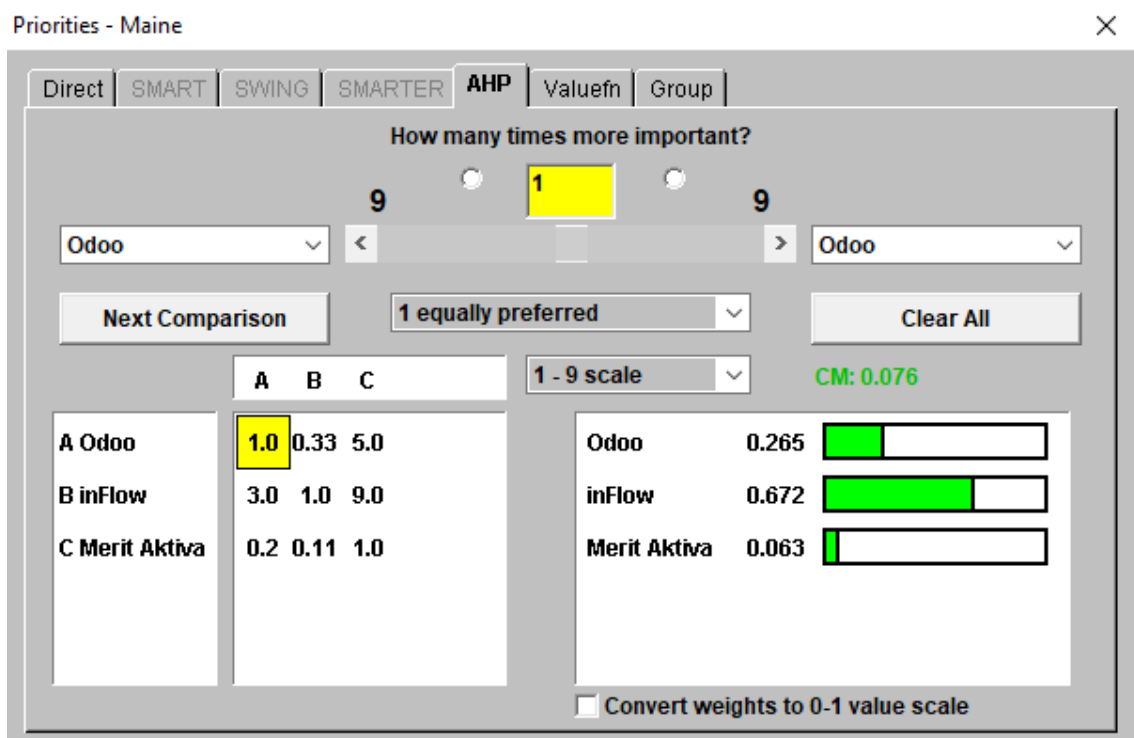 Priorities - Maine
Direct SMART SWING SMARTER AHP Valuefn Group
How many times more important?
9 1 9
Odoo < > Odoo
Next Comparison 1 equally preferred Clear All
A B C 1 - 9 scale CM: 0.076
A Odoo 1.0 0.33 5.0 Odoo 0.265
B inFlow 3.0 1.0 9.0 inFlow 0.672
C Merit Aktiva 0.2 0.11 1.0 Merit Aktiva 0.063
Convert weights to 0-1 value scale